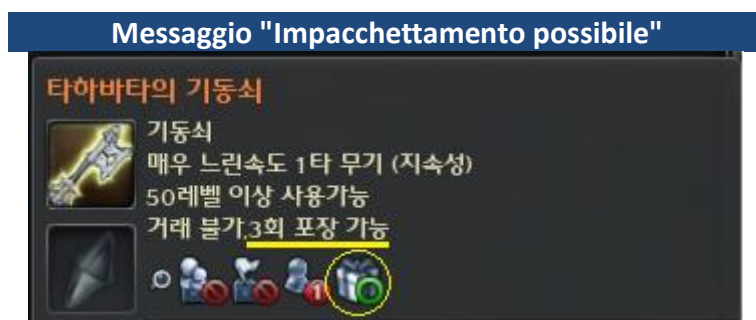 Messaggio "Impacchettamento possibile"
타하바타의 기동쇠
기동쇠
매우 느린속도 1타 무기 (지속성)
50레벨 이상 사용가능
거래 불가,3회 포장 가능
1